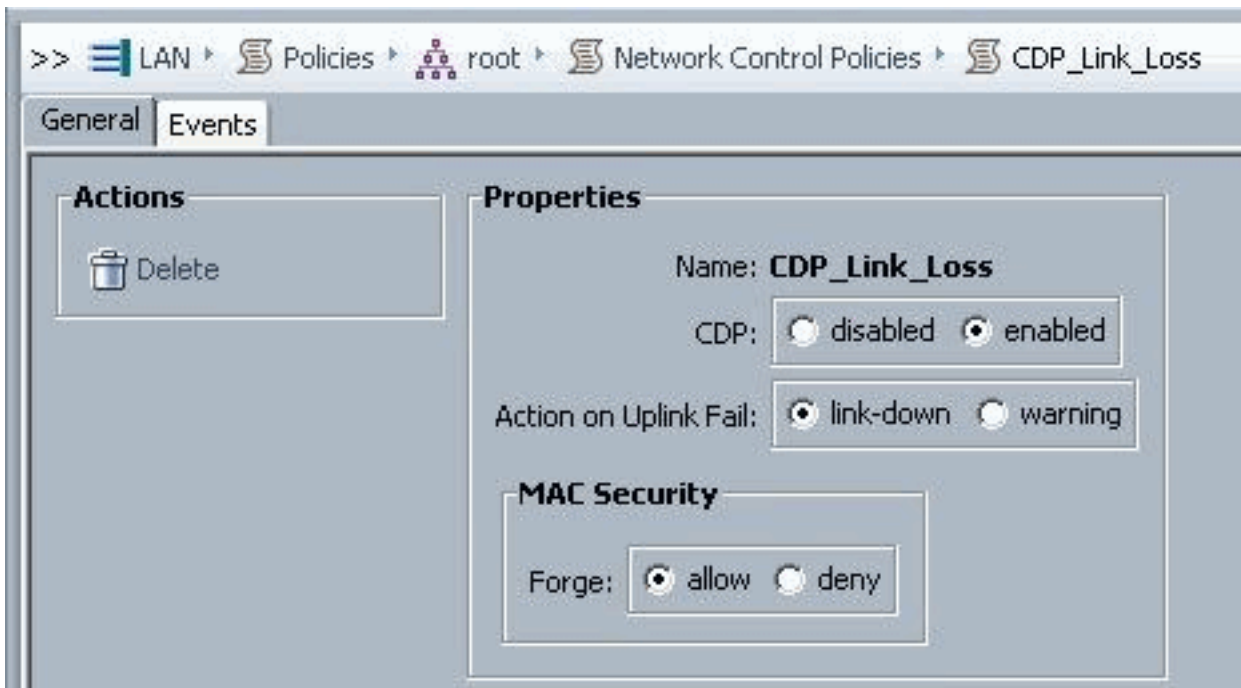 >> LAN Policies root Network Control Policies CDP_Link_Loss
General Events
Actions
Delete
Properties
Name: CDP_Link_Loss
CDP: disabled enabled
Action on Uplink Fail: link-down warning
MAC Security
Forge: allow deny